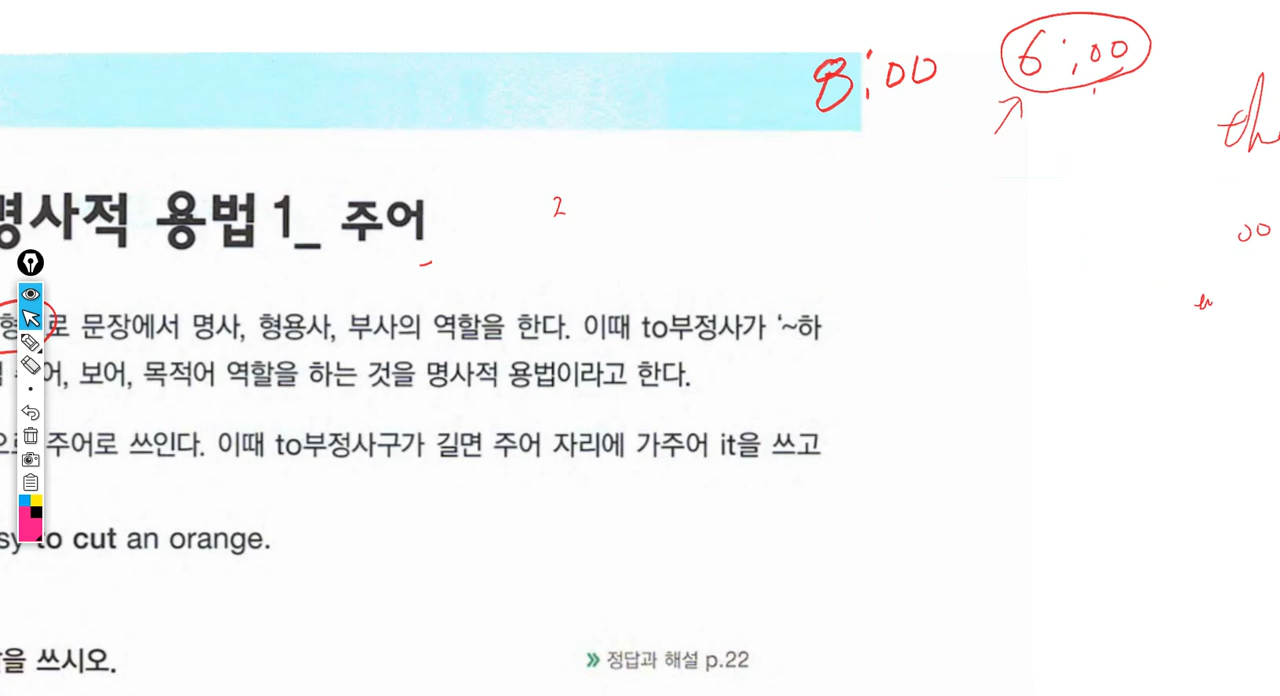 8:00 6:00
th
명사적 용법 1_ 주어 2
00
형 로 문장에서 명사, 형용사, 부사의 역할을 한다. 이때 to부정사가 ‘~하
어, 보어, 목적어 역할을 하는 것을 명사적 용법이라고 한다.
주어로 쓰인다. 이때 to부정사구가 길면 주어 자리에 가주어 it을 쓰고
sy to cut an orange.
을 쓰시오. » 정답과 해설 p.22